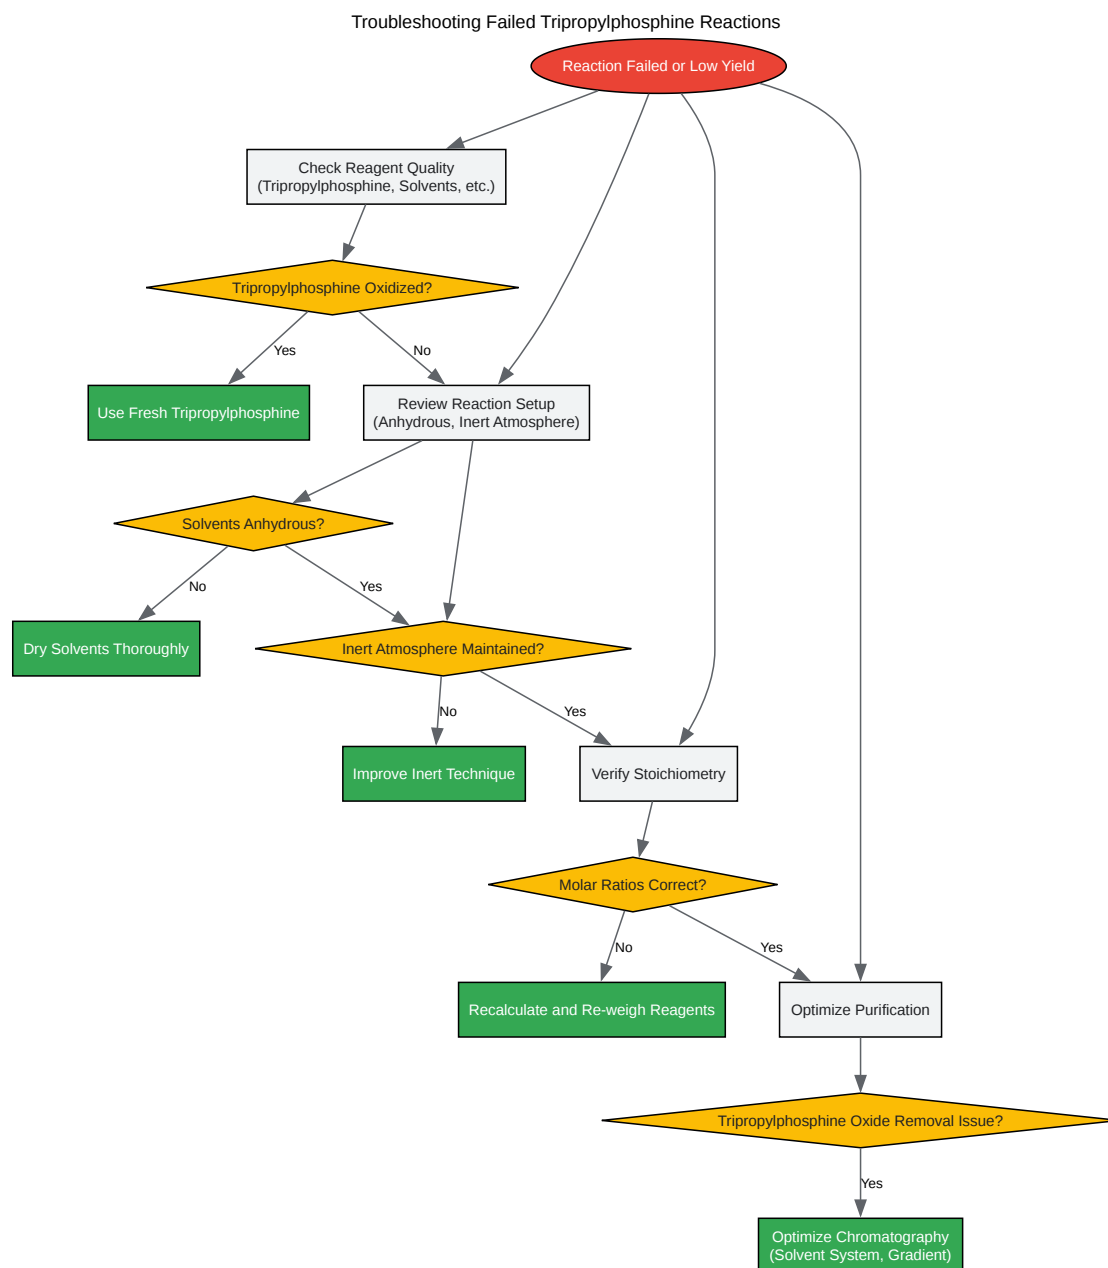 Troubleshooting Failed Tripropylphosphine Reactions
Reaction Failed or Low Yield
Check Reagent Quality
(Tripropylphosphine, Solvents, etc.)
Tripropylphosphine Oxidized?
Yes
No
Use Fresh Tripropylphosphine
Review Reaction Setup
(Anhydrous, Inert Atmosphere)
Solvents Anhydrous?
No
Yes
Dry Solvents Thoroughly
Inert Atmosphere Maintained?
No
Yes
Improve Inert Technique
Verify Stoichiometry
Molar Ratios Correct?
No
Yes
Recalculate and Re-weigh Reagents
Optimize Purification
Tripropylphosphine Oxide Removal Issue?
Yes
Optimize Chromatography
(Solvent System, Gradient)